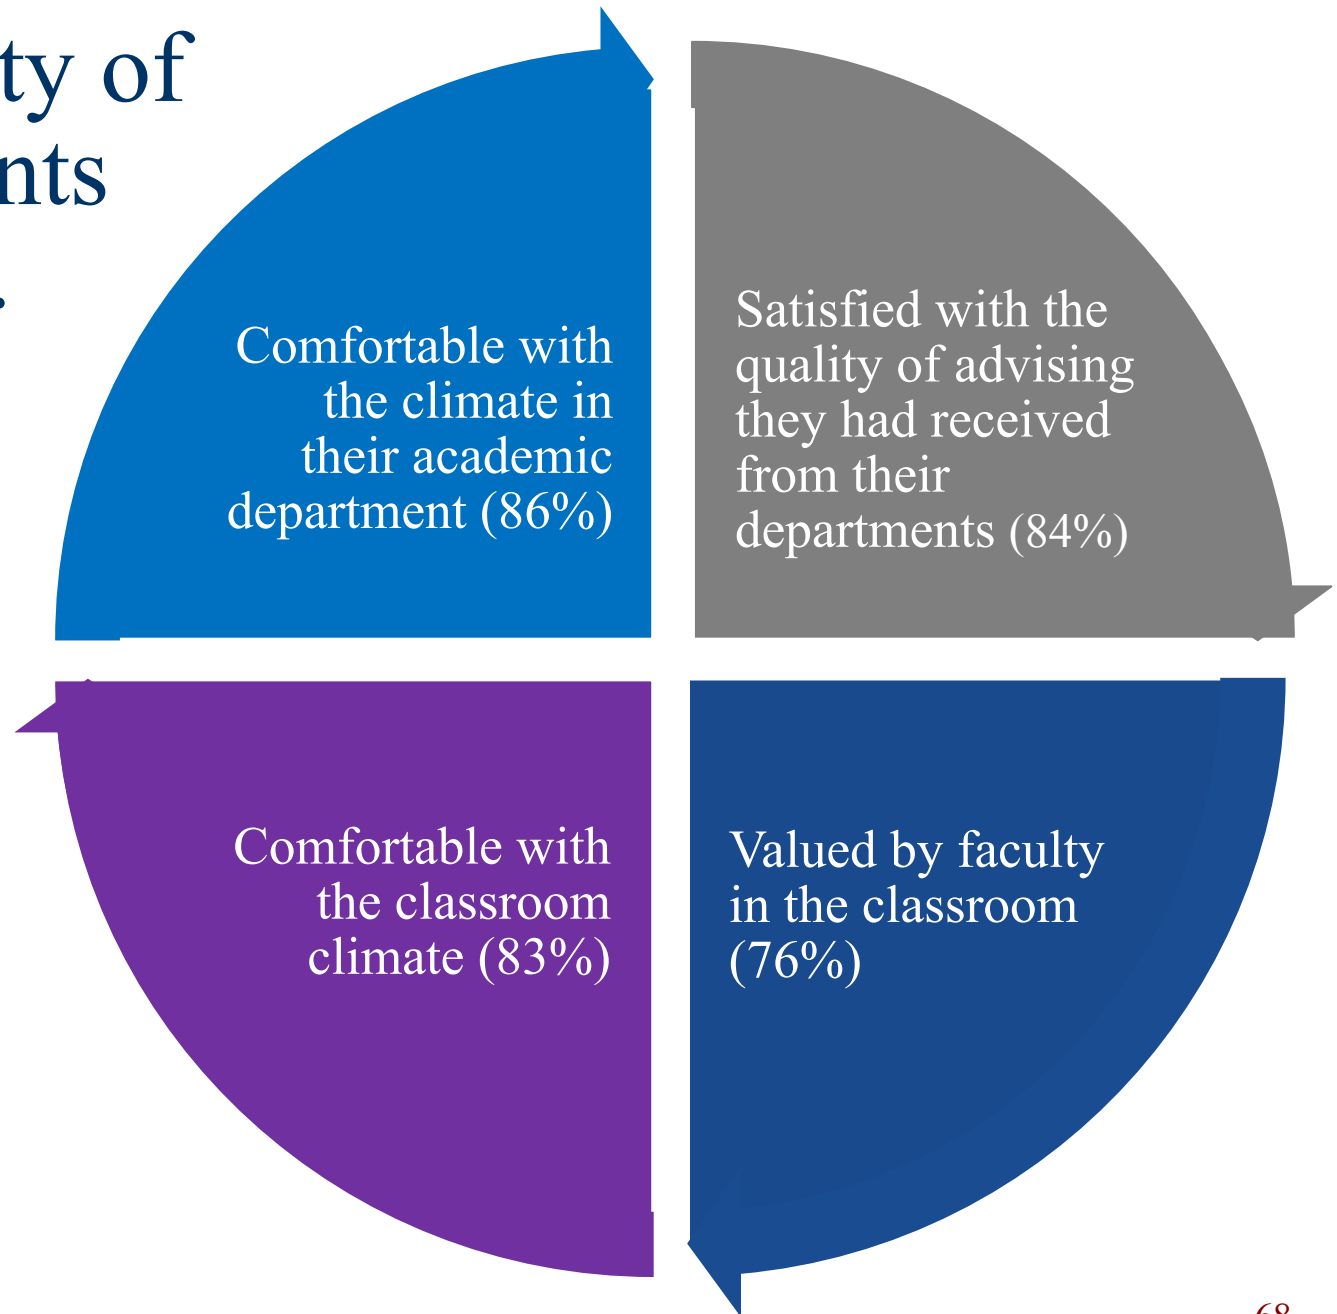 ty of
nts
.
Comfortable with
the climate in
their academic
department (86%)
Satisfied with the
quality of advising
they had received
from their
departments (84%)
Comfortable with
the classroom
climate (83%)
Valued by faculty
in the classroom
(76%)
68